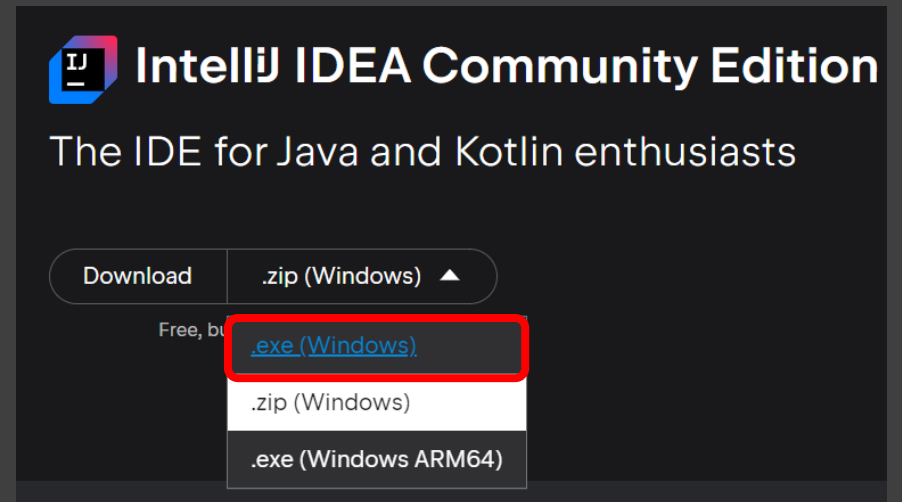 IJ
IntelliJ IDEA Community Edition
The IDE for Java and Kotlin enthusiasts
Download .zip (Windows)
Free,
.exe (Windows)
.zip (Windows)
.exe (Windows ARM64)